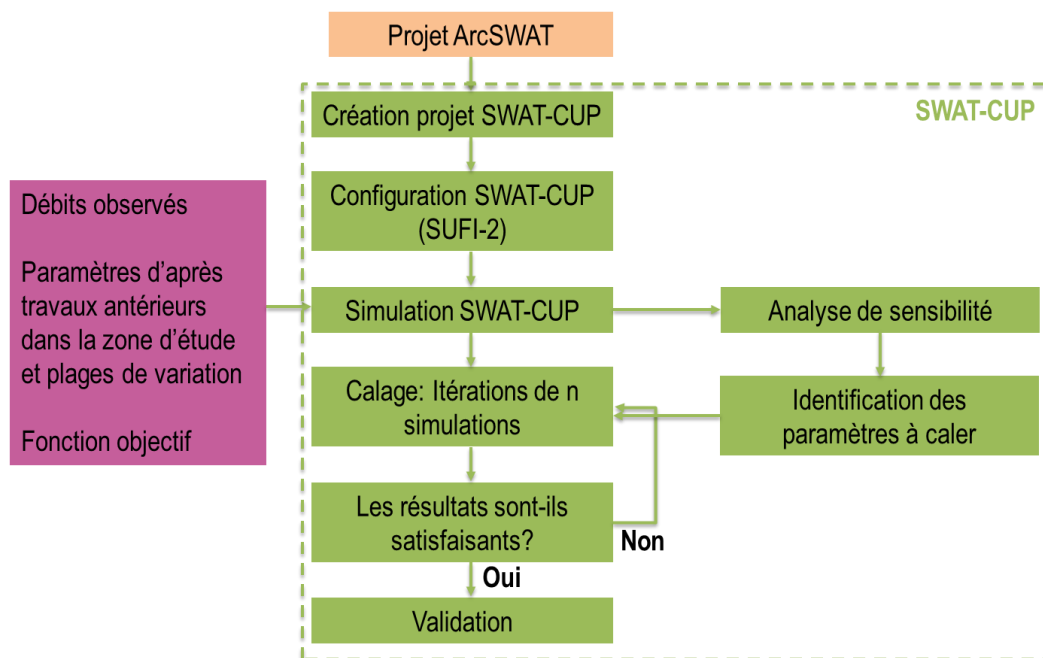 Projet ArcSWAT
SWAT-CUP
Création projet SWAT-CUP
Configuration SWAT-CUP
(SUFI-2)
Débits observés
Paramètres d’après
travaux antérieurs
dans la zone d’étude
et plages de variation
Fonction objectif
Simulation SWAT-CUP
Analyse de sensibilité
Calage: Itérations de n
simulations
Identification des
paramètres à caler
Les résultats sont-ils
satisfaisants?
Non
Oui
Validation